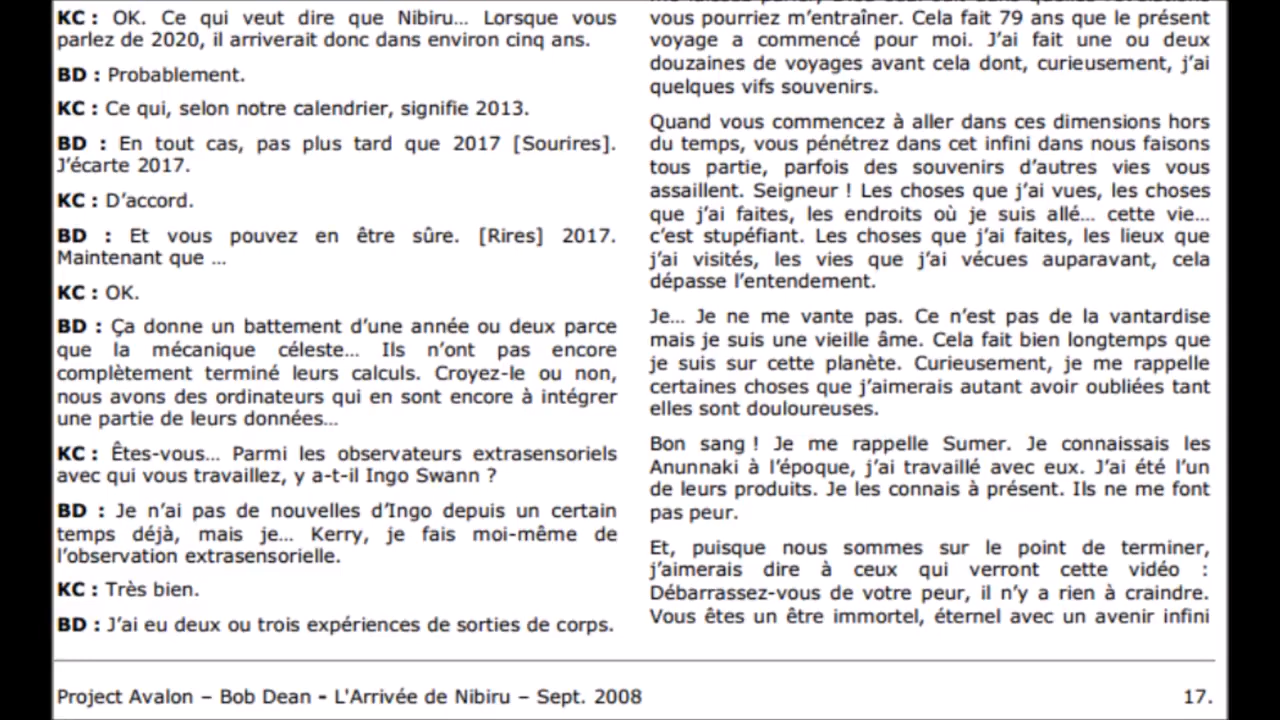 KC : OK. Ce qui veut dire que Nibiru… Lorsque vous
parlez de 2020, il arriverait donc dans environ cinq ans.
BD : Probablement.
KC : Ce qui, selon notre calendrier, signifie 2013.
BD : En tout cas, pas plus tard que 2017 [Sourires].
J’écarte 2017.
KC : D’accord.
BD : Et vous pouvez en être sûre. [Rires] 2017.
Maintenant que …
KC : OK.
BD : Ça donne un battement d’une année ou deux parce
que la mécanique céleste… Ils n’ont pas encore
complètement terminé leurs calculs. Croyez-le ou non,
nous avons des ordinateurs qui en sont encore à intégrer
une partie de leurs données…
KC : Êtes-vous… Parmi les observateurs extrasensoriels
avec qui vous travaillez, y a-t-il Ingo Swann ?
BD : Je n’ai pas de nouvelles d’Ingo depuis un certain
temps déjà, mais je… Kerry, je fais moi-même de
l’observation extrasensorielle.
KC : Très bien.
BD : J’ai eu deux ou trois expériences de sorties de corps.
vous pourriez m’entraîner. Cela fait 79 ans que le présent
voyage a commencé pour moi. J’ai fait une ou deux
douzaines de voyages avant cela dont, curieusement, j’ai
quelques vifs souvenirs.
Quand vous commencez à aller dans ces dimensions hors
du temps, vous pénétrez dans cet infini dans nous faisons
tous partie, parfois des souvenirs d’autres vies vous
assaillent. Seigneur ! Les choses que j’ai vues, les choses
que j’ai faites, les endroits où je suis allé… cette vie…
c’est stupéfiant. Les choses que j’ai faites, les lieux que
j’ai visités, les vies que j’ai vécues auparavant, cela
dépasse l’entendement.
Je… Je ne me vante pas. Ce n’est pas de la vantardise
mais je suis une vieille âme. Cela fait bien longtemps que
je suis sur cette planète. Curieusement, je me rappelle
certaines choses que j’aimerais autant avoir oubliées tant
elles sont douloureuses.
Bon sang ! Je me rappelle Sumer. Je connaissais les
Anunnaki à l’époque, j’ai travaillé avec eux. J’ai été l’un
de leurs produits. Je les connais à présent. Ils ne me font
pas peur.
Et, puisque nous sommes sur le point de terminer,
j’aimerais dire à ceux qui verront cette vidéo :
Débarrassez-vous de votre peur, il n’y a rien à craindre.
Vous êtes un être immortel, éternel avec un avenir infini
Project Avalon – Bob Dean - L'Arrivée de Nibiru – Sept. 2008
17.